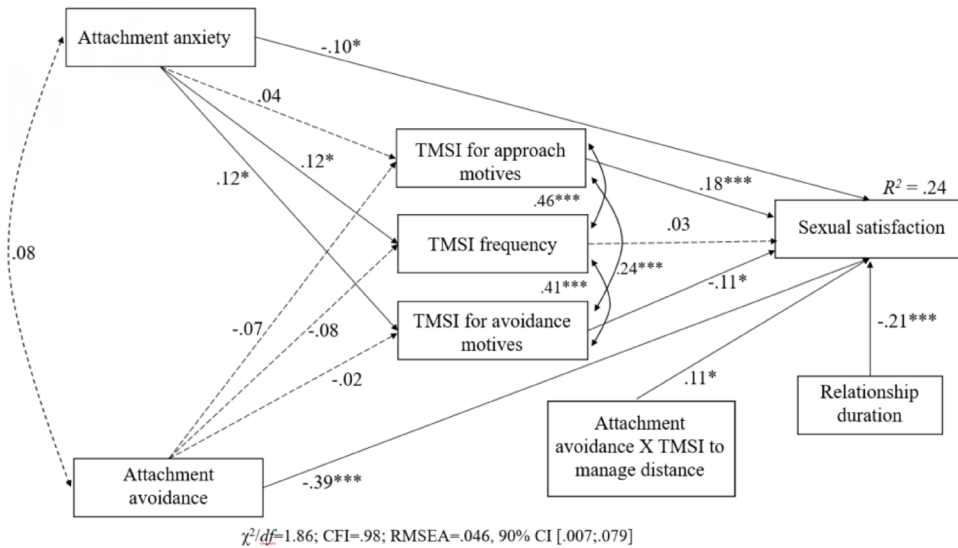 Attachment anxiety
-.10*
.04
TMSI for approach
motives
.12*
.12*
.18***
R² = .24
.46***
Sexual satisfaction
TMSI frequency
.03
.08
.24***
.41***
-.11*
TMSI for avoidance
motives
-.07
-.08
-.21***
-.02
.11*
Relationship
duration
Attachment
avoidance X TMSI to
manage distance
Attachment
avoidance
-.39***
χ²/df=1.86; CFI=.98; RMSEA=.046, 90% CI [.007;.079]